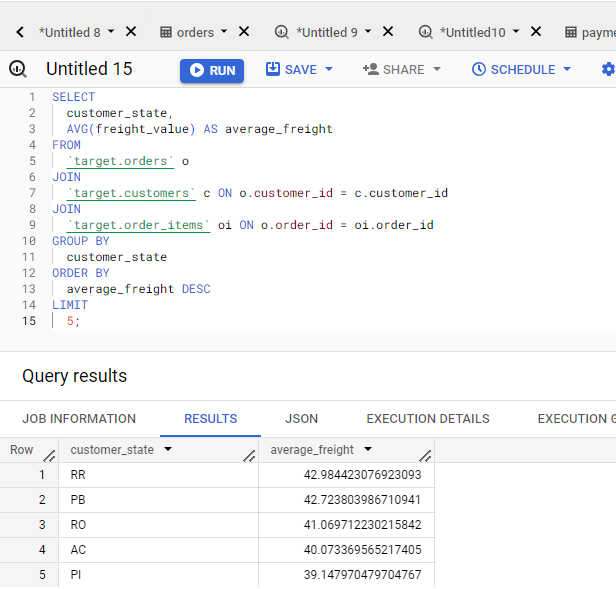 *Untitled 8 orders *Untitled 9 *Untitled10 payme
Untitled 15 RUN SAVE SHARE SCHEDULE
1 SELECT
2 customer_state,
3 AVG(freight_value) AS average_freight
4 FROM
5 `target.orders` o
6 JOIN
7 `target.customers` c ON o.customer_id = c.customer_id
8 JOIN
9 `target.order_items` oi ON o.order_id = oi.order_id
10 GROUP BY
11 customer_state
12 ORDER BY
13 average_freight DESC
14 LIMIT
15 5;
Query results
JOB INFORMATION RESULTS JSON EXECUTION DETAILS EXECUTION G
Row customer_state average_freight
1 RR 42.984423076923093
2 PB 42.723803986710941
3 RO 41.069712230215842
4 AC 40.073369565217405
5 PI 39.147970479704767